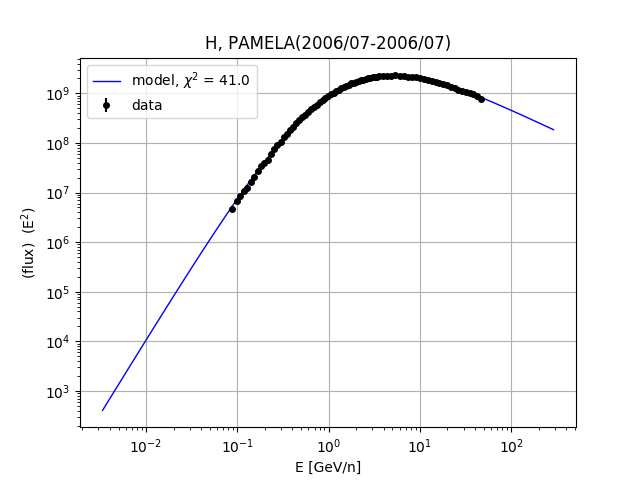 H, PAMELA(2006/07-2006/07)
model, χ² = 41.0
data
(flux) (E²)
10⁹
10⁸
10⁷
10⁶
10⁵
10⁴
10³
10⁻²
10⁻¹
10⁰
10¹
10²
E [GeV/n]